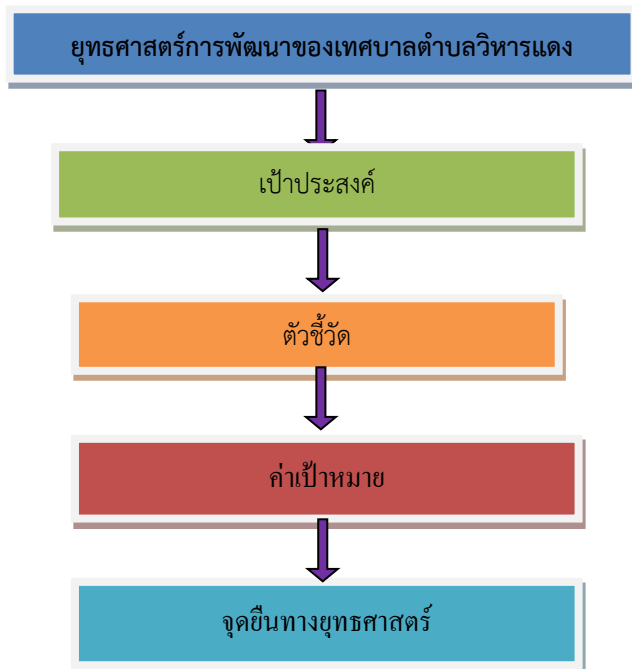 ยุทธศาสตร์การพัฒนาของเทศบาลตำบลวิหารแดง
เป้าประสงค์
ตัวชี้วัด
ค่าเป้าหมาย
จุดยืนทางยุทธศาสตร์